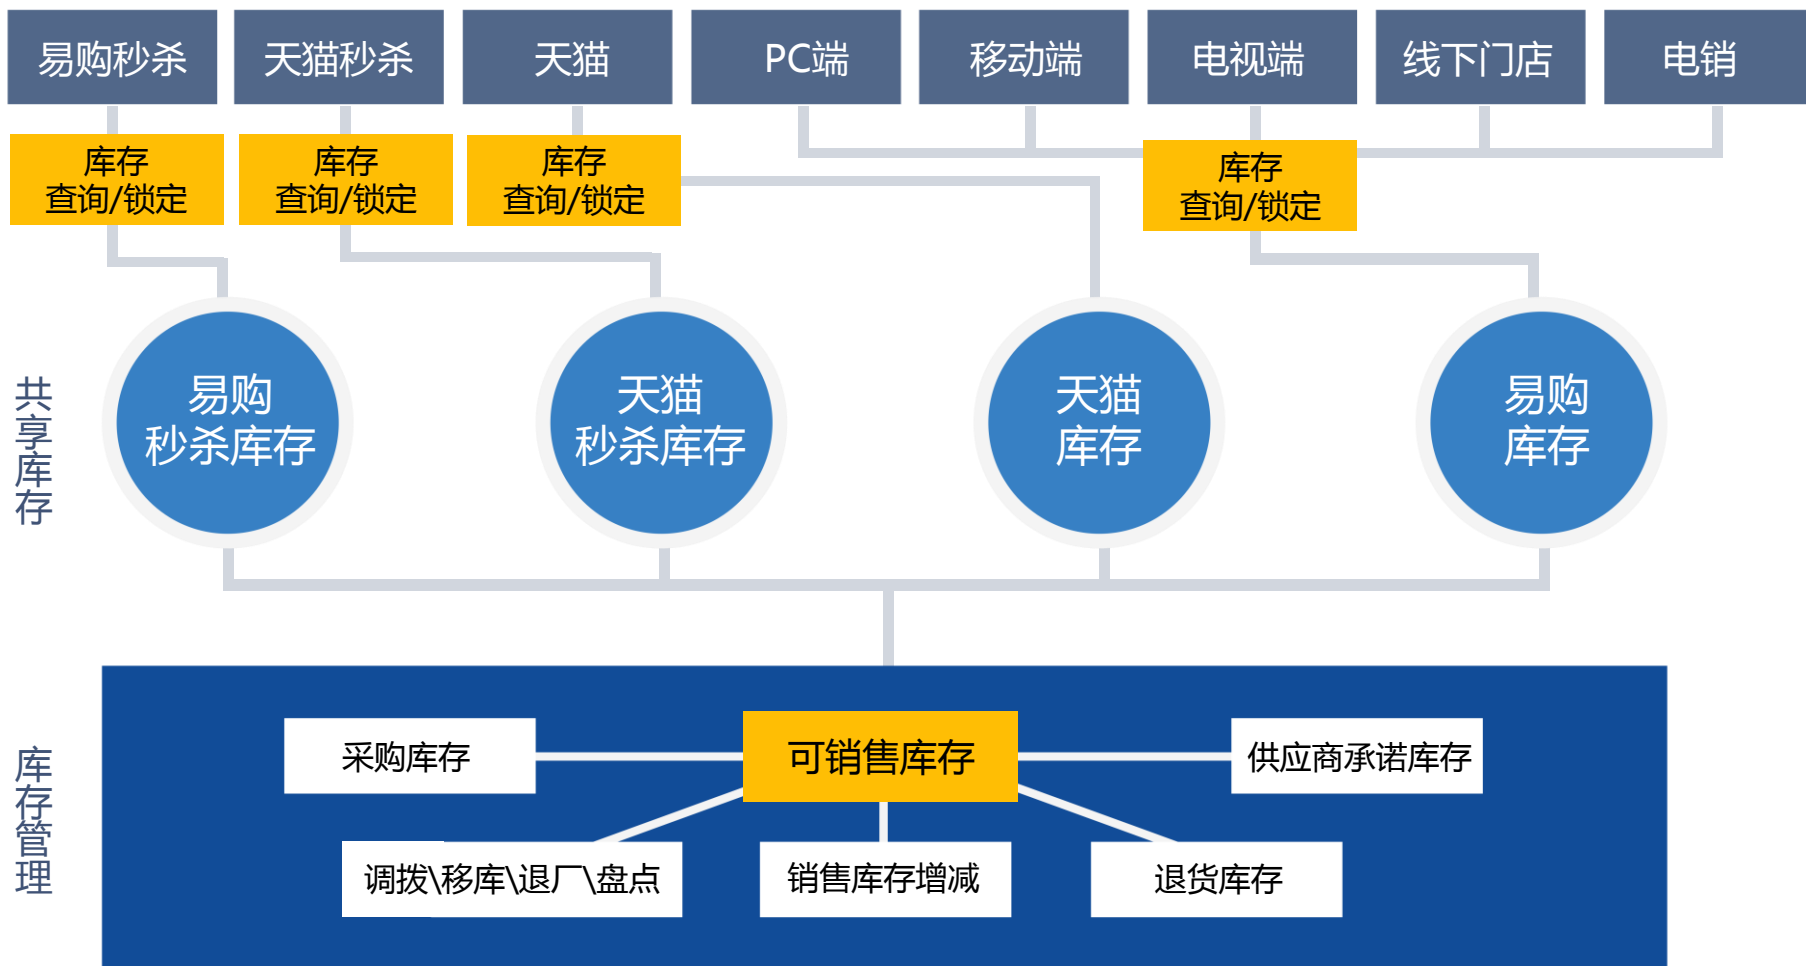 易购秒杀
天猫秒杀
天猫
PC端
移动端
电视端
线下门店
电销
库存
查询/锁定
库存
查询/锁定
库存
查询/锁定
库存
查询/锁定
共享库存
易购
秒杀库存
天猫
秒杀库存
天猫
库存
易购
库存
库存管理
采购库存
可销售库存
供应商承诺库存
调拨\移库\退厂\盘点
销售库存增减
退货库存